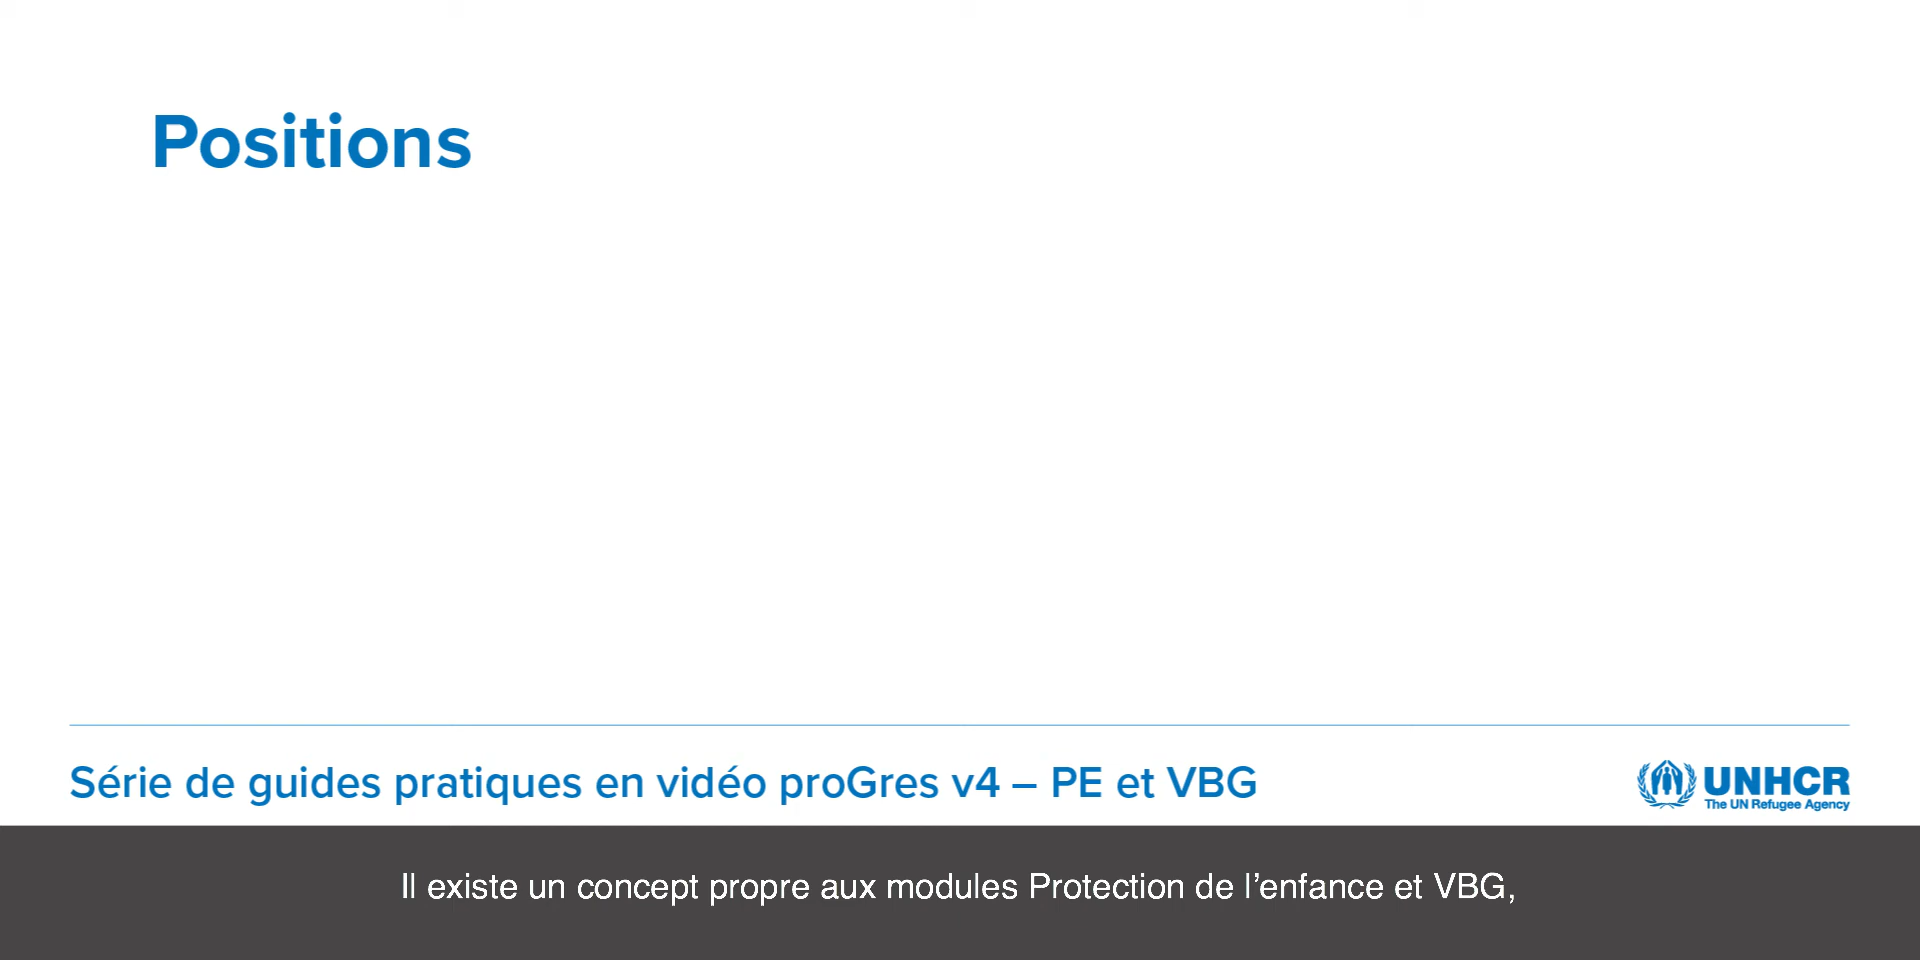 Positions
Série de guides pratiques en vidéo proGres v4 – PE et VBG
UNHCR
The UN Refugee Agency
Il existe un concept propre aux modules Protection de l’enfance et VBG,